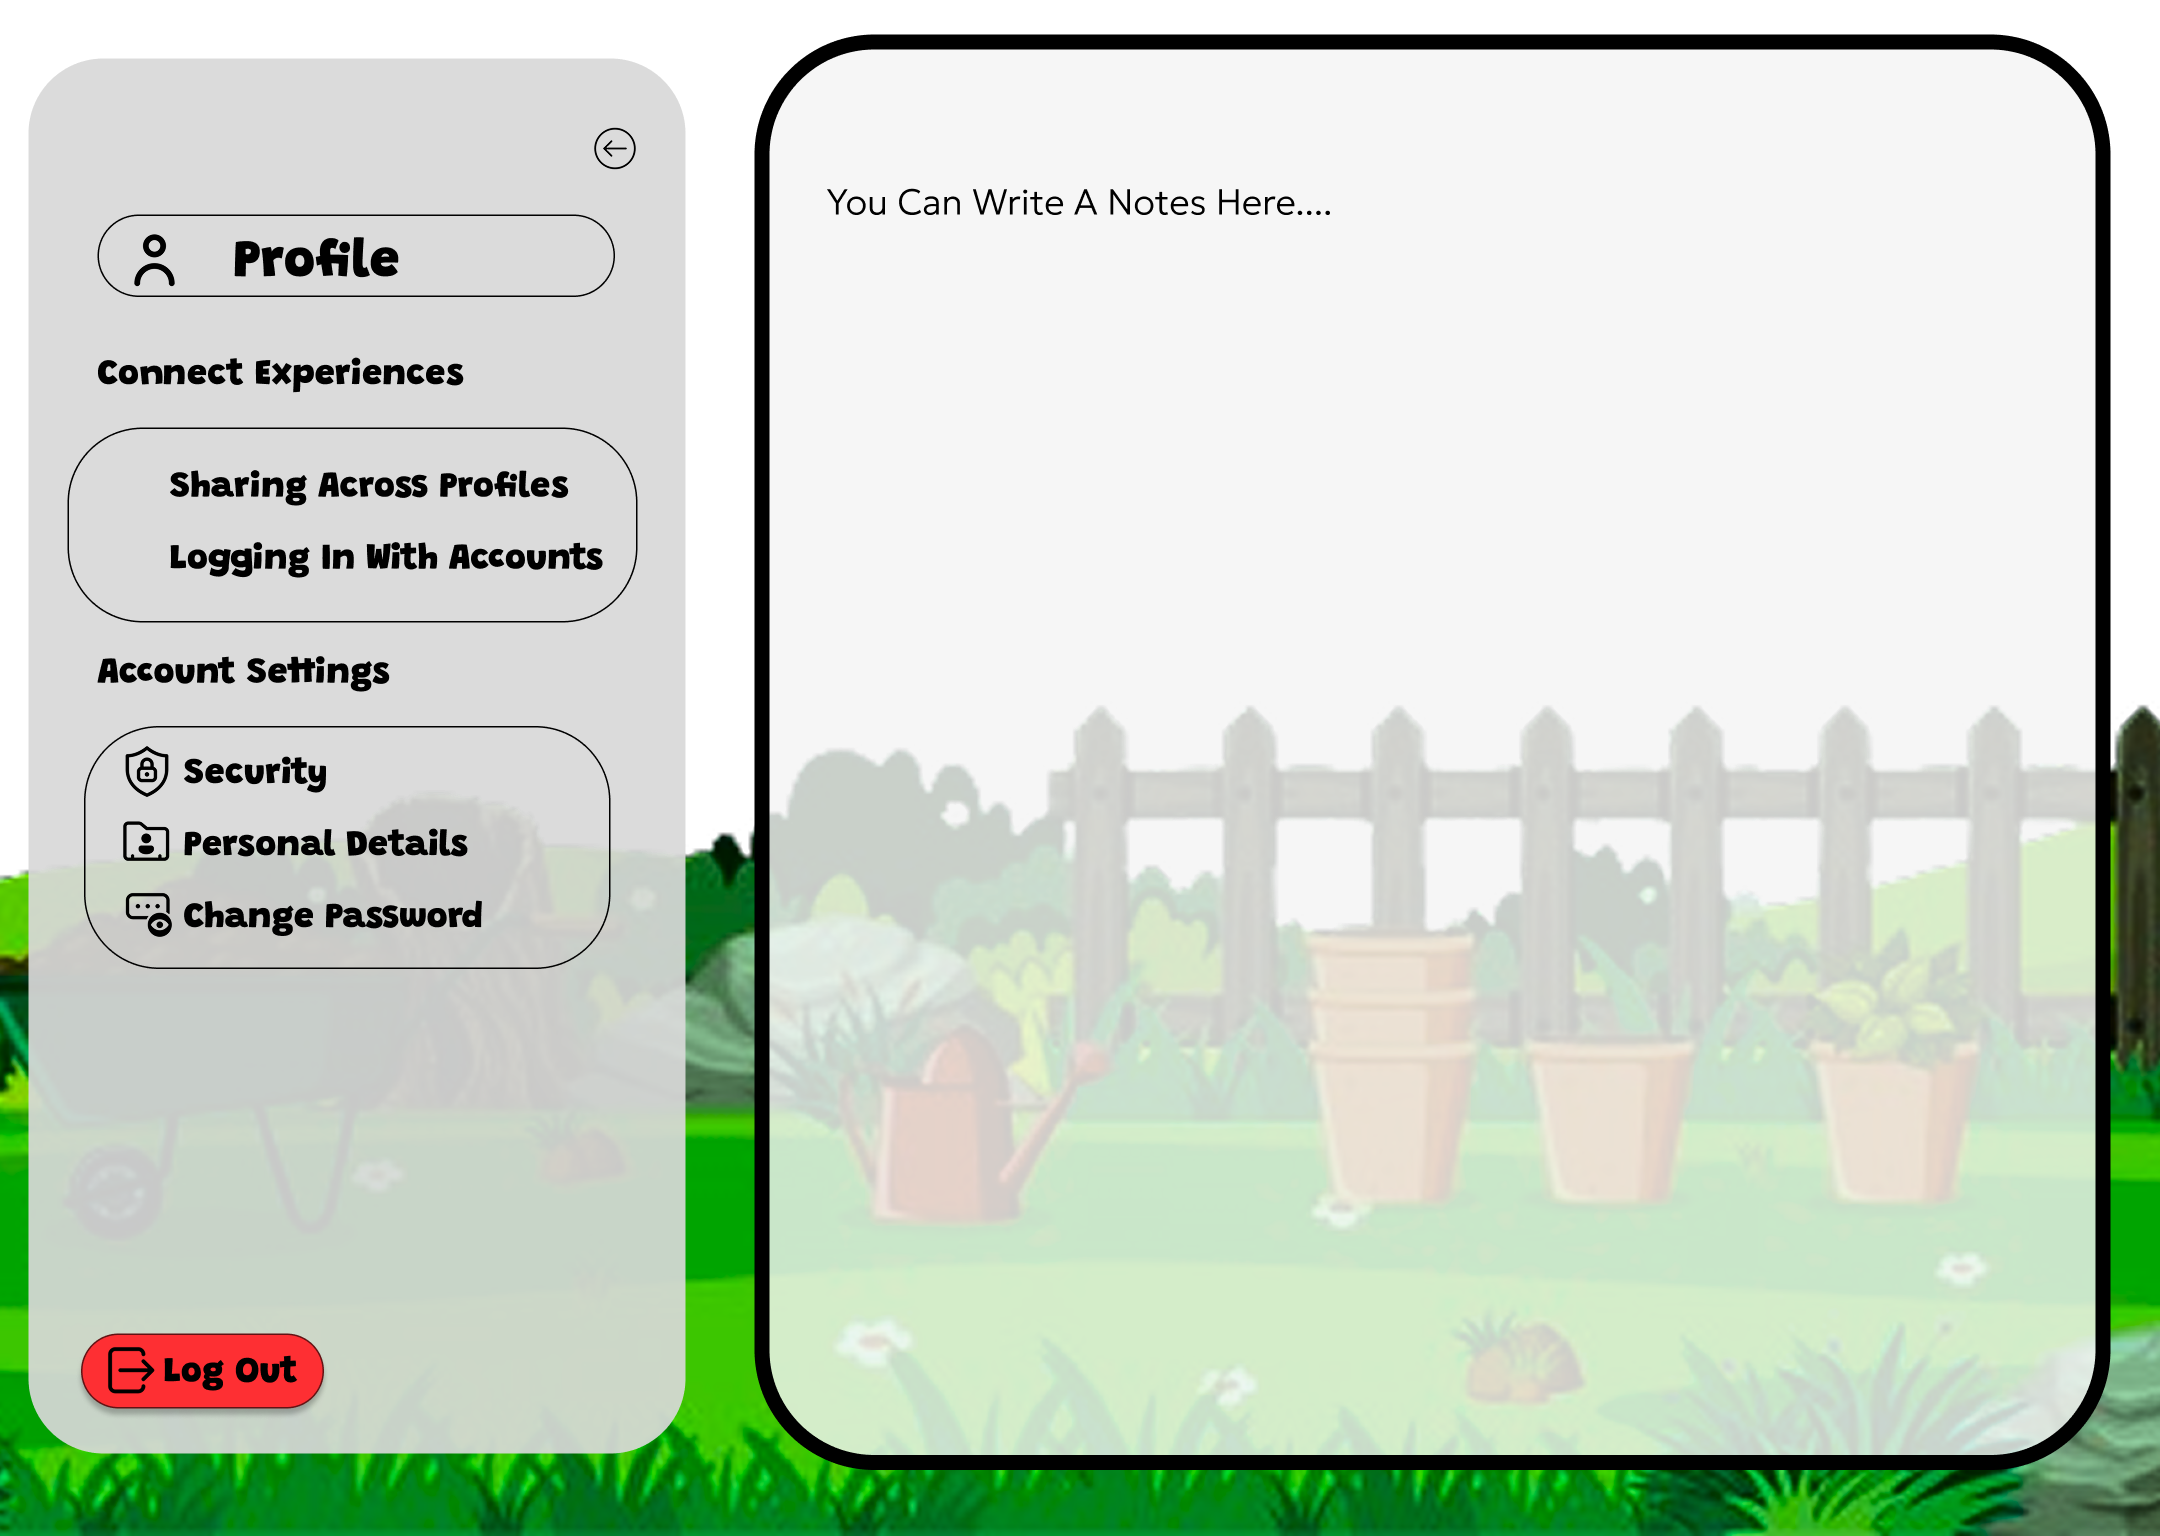 Profile
Connect Experiences
Sharing Across Profiles
Logging In With Accounts
Account Settings
Security
Personal Details
Change Password
Log Out
You Can Write A Notes Here....